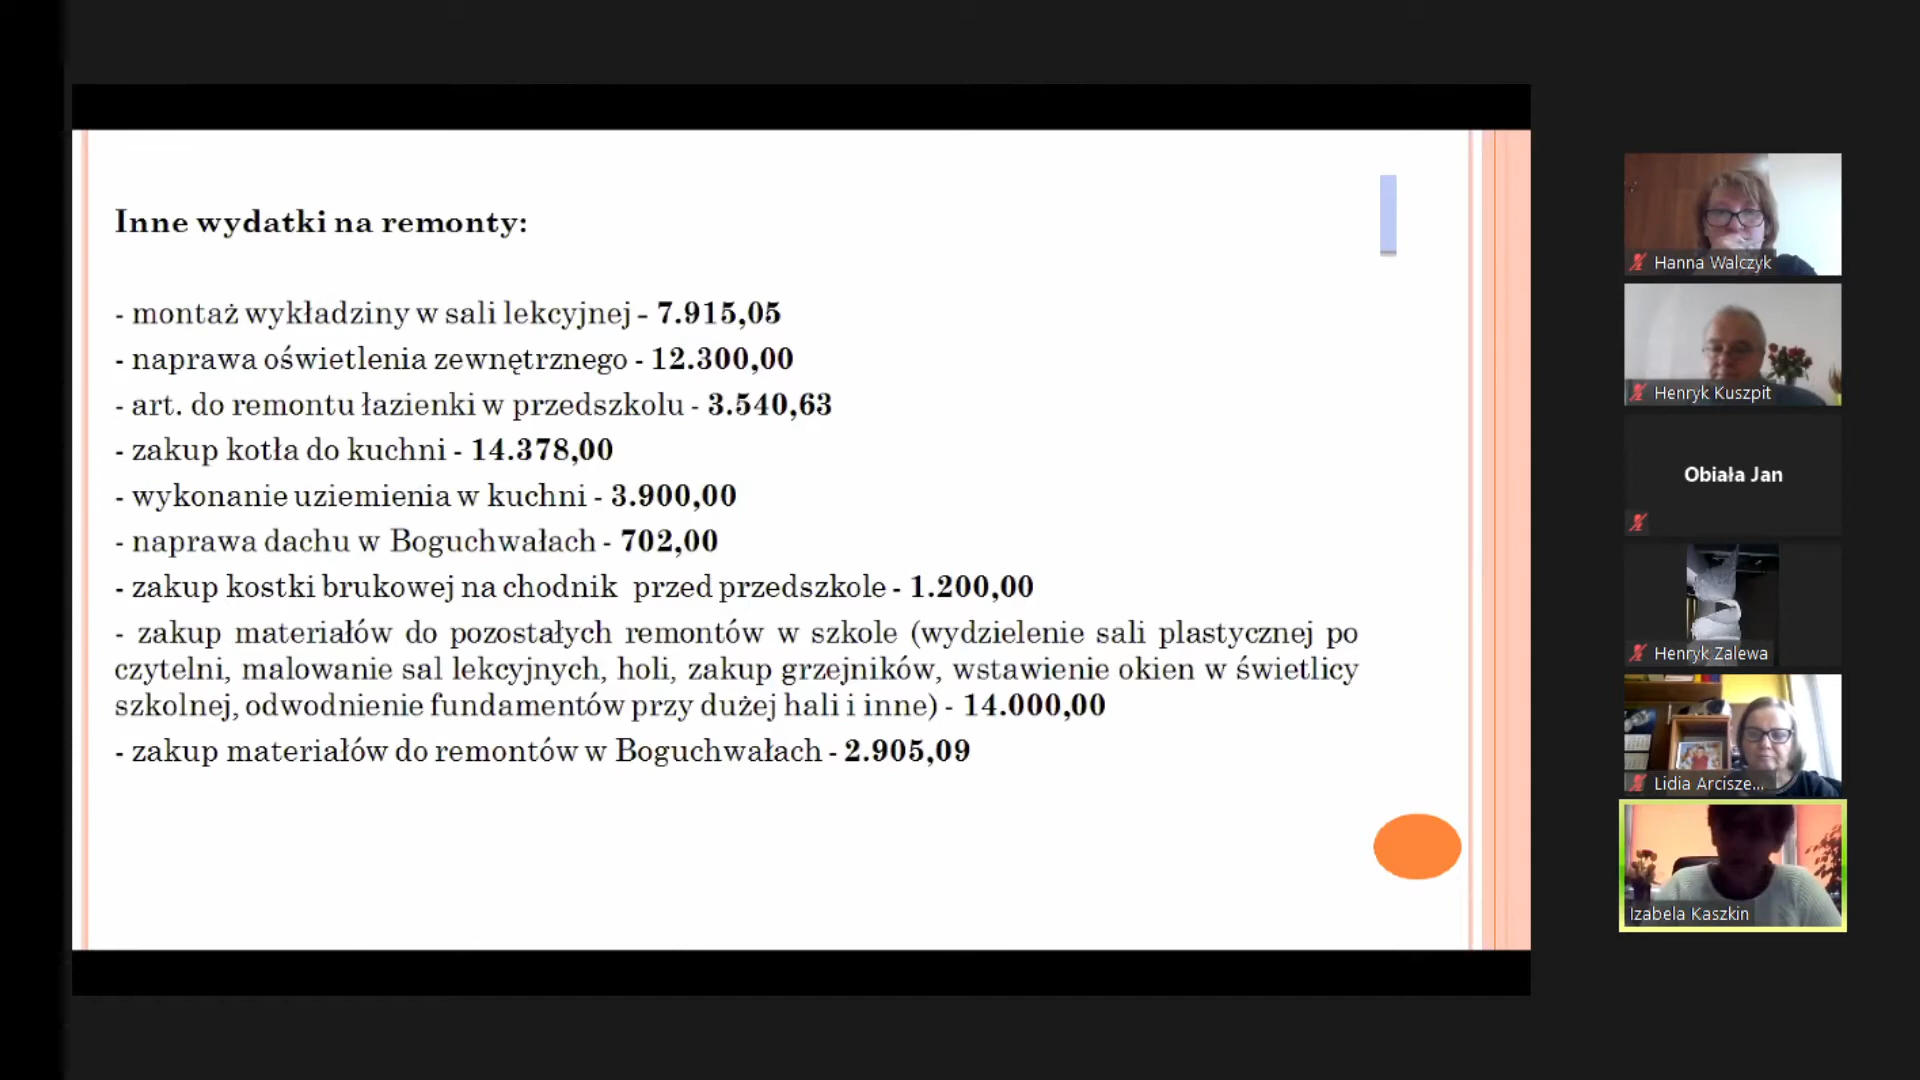 Inne wydatki na remonty:
- montaż wykładziny w sali lekcyjnej - 7.915,05
- naprawa oświetlenia zewnętrznego - 12.300,00
- art. do remontu łazienki w przedszkolu - 3.540,63
- zakup kotła do kuchni - 14.378,00
- wykonanie uziemienia w kuchni - 3.900,00
- naprawa dachu w Boguchwałach - 702,00
- zakup kostki brukowej na chodnik przed przedszkole - 1.200,00
- zakup materiałów do pozostałych remontów w szkole (wydzielenie sali plastycznej po
czytelni, malowanie sal lekcyjnych, holi, zakup grzejników, wstawienie okien w świetlicy
szkolnej, odwodnienie fundamentów przy dużej hali i inne) - 14.000,00
- zakup materiałów do remontów w Boguchwałach - 2.905,09
Hanna Walczyk
Henryk Kuszpit
Obiała Jan
Henryk Zalewa
Lidia Arcisze...
Izabela Kaszkin